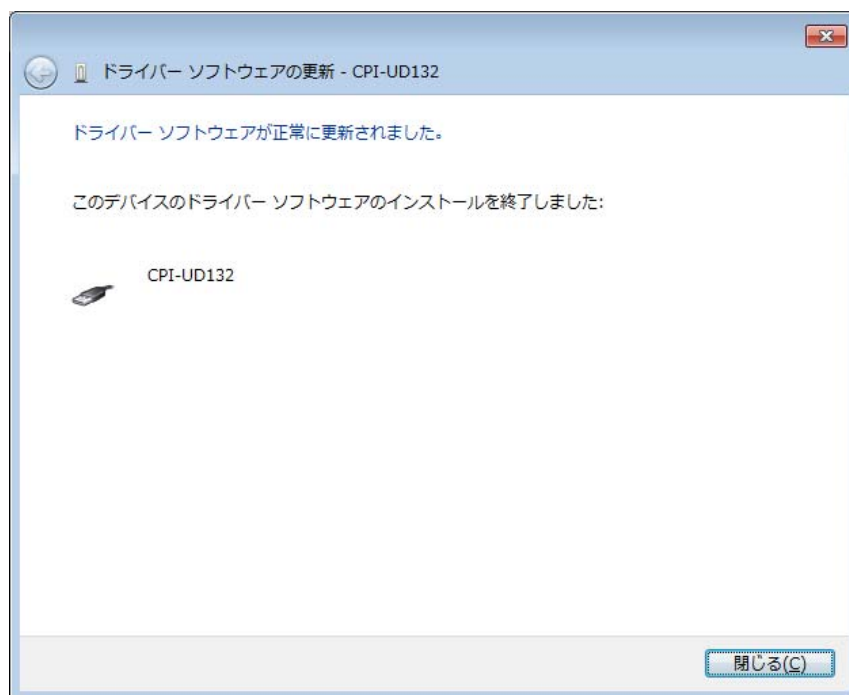 ドライバー ソフトウェアの更新 - CPI-UD132
ドライバー ソフトウェアが正常に更新されました。
このデバイスのドライバー ソフトウェアのインストールを終了しました:
CPI-UD132
閉じる(C)